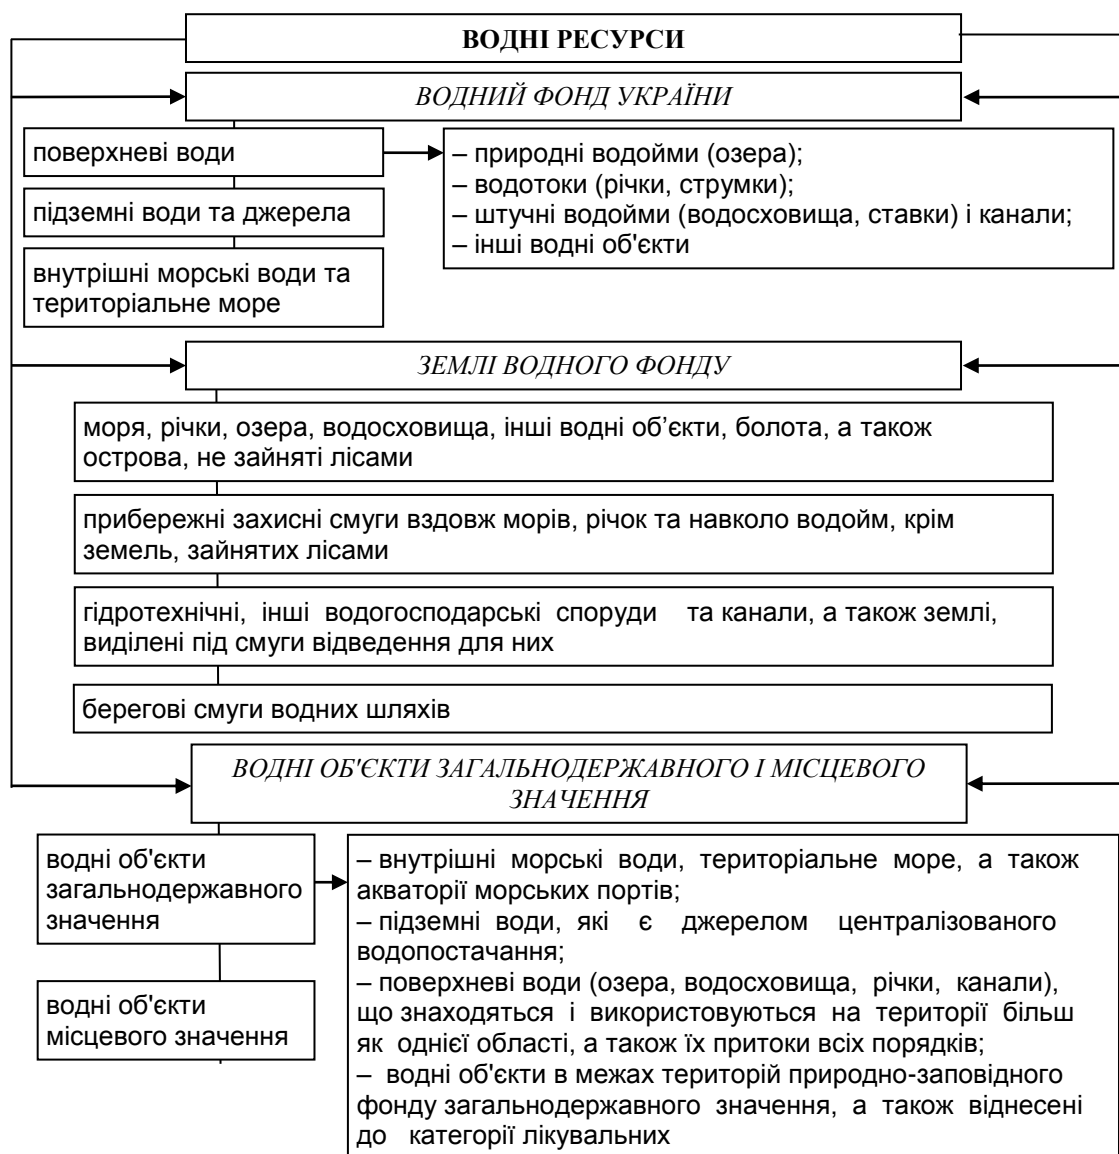 ВОДНІ РЕСУРСИ
ВОДНИЙ ФОНД УКРАЇНИ
поверхневі води
– природні водойми (озера);
– водотоки (річки, струмки);
– штучні водойми (водосховища, ставки) і канали;
– інші водні об'єкти
підземні води та джерела
внутрішні морські води та
територіальне море
ЗЕМЛІ ВОДНОГО ФОНДУ
моря, річки, озера, водосховища, інші водні об’єкти, болота, а також
острова, не зайняті лісами
прибережні захисні смуги вздовж морів, річок та навколо водойм, крім
земель, зайнятих лісами
гідротехнічні, інші водогосподарські споруди та канали, а також землі,
виділені під смуги відведення для них
берегові смуги водних шляхів
ВОДНІ ОБ'ЄКТИ ЗАГАЛЬНОДЕРЖАВНОГО І МІСЦЕВОГО
ЗНАЧЕННЯ
водні об'єкти
загальнодержавного
значення
водні об'єкти
місцевого значення
– внутрішні морські води, територіальне море, а також
акваторії морських портів;
– підземні води, які є джерелом централізованого
водопостачання;
– поверхневі води (озера, водосховища, річки, канали),
що знаходяться і використовуються на території більш
як однієї області, а також їх притоки всіх порядків;
– водні об'єкти в межах територій природно-заповідного
фонду загальнодержавного значення, а також віднесені
до категорії лікувальних